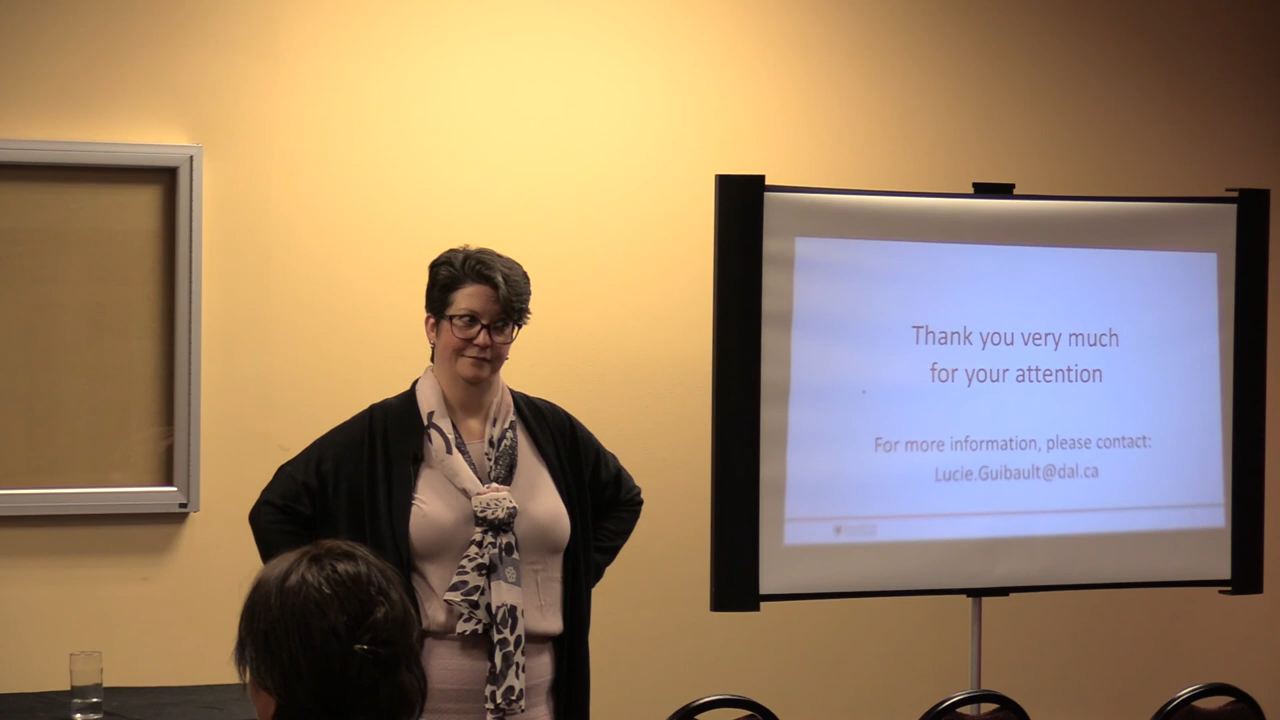 Thank you very much
for your attention
For more information, please contact:
Lucie.Guibault@dal.ca